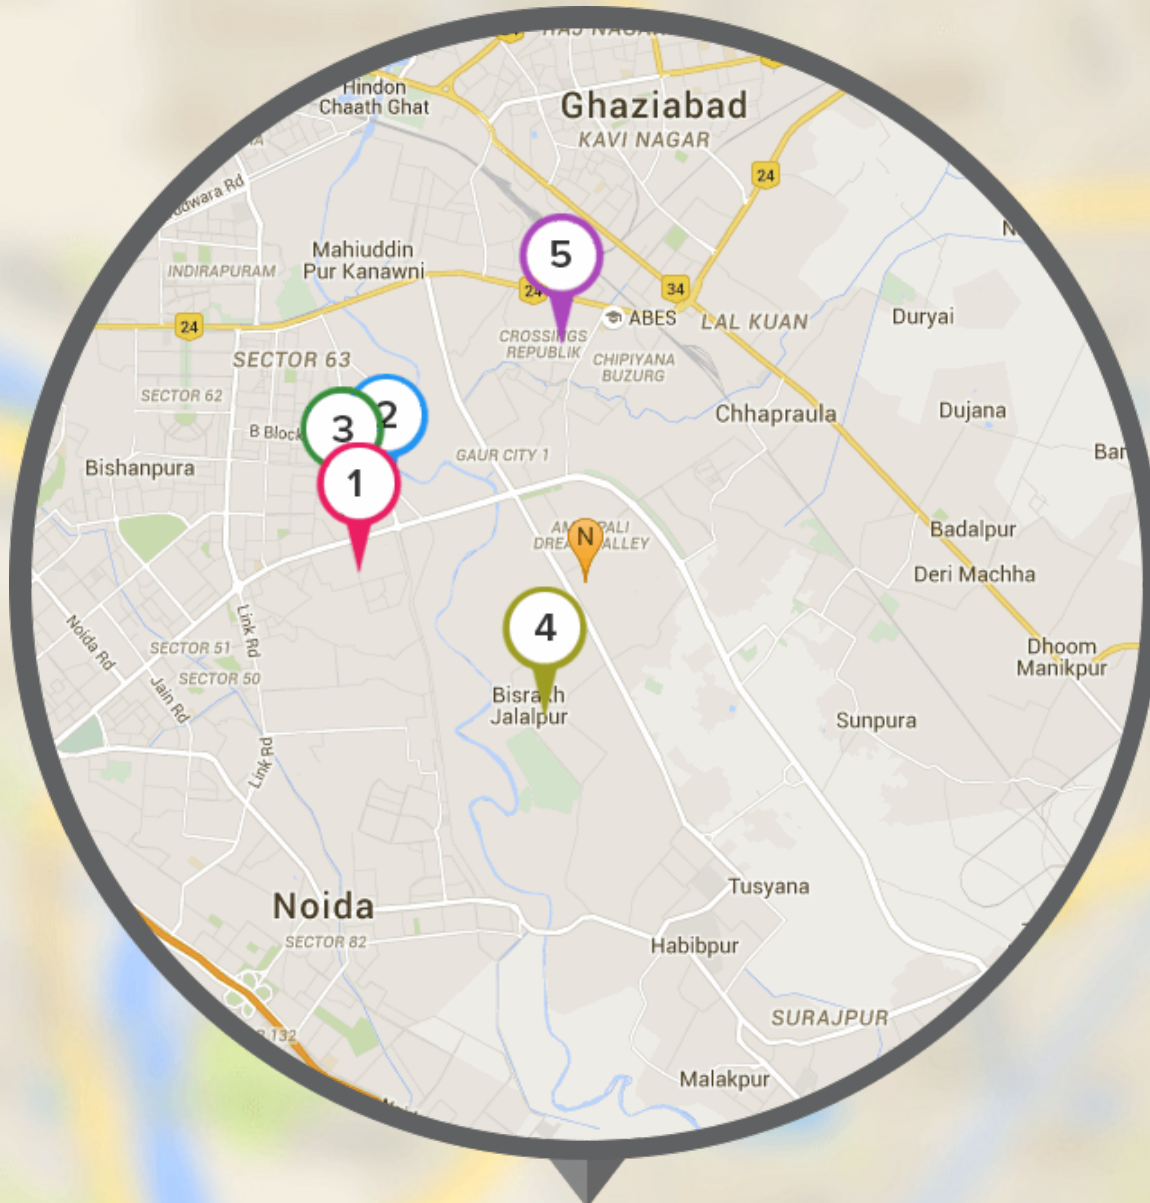 Hindon
Chaath Ghat
Ghaziabad
KAVI NAGAR
24
Mahiuddin
Pur Kanawni
INDIRAPURAM
5
24
34
ABES
LAL KUAN
Duryai
24
CROSSINGS
REPUBLIK
CHIPIYANA
BUZURG
SECTOR 63
SECTOR 62
3
2
B Block
Chhapraula
Dujana
Bishanpura
GAUR CITY 1
1
N
Badalpur
Deri Machha
4
Link Rd
Noida Rd
SECTOR 51
SECTOR 50
Jain Rd
Dhoom
Manikpur
Bisrakh
Jalalpur
Sunpura
Link Rd
Tusyana
Noida
SECTOR 82
Habibpur
SURAJPUR
132
Malakpur